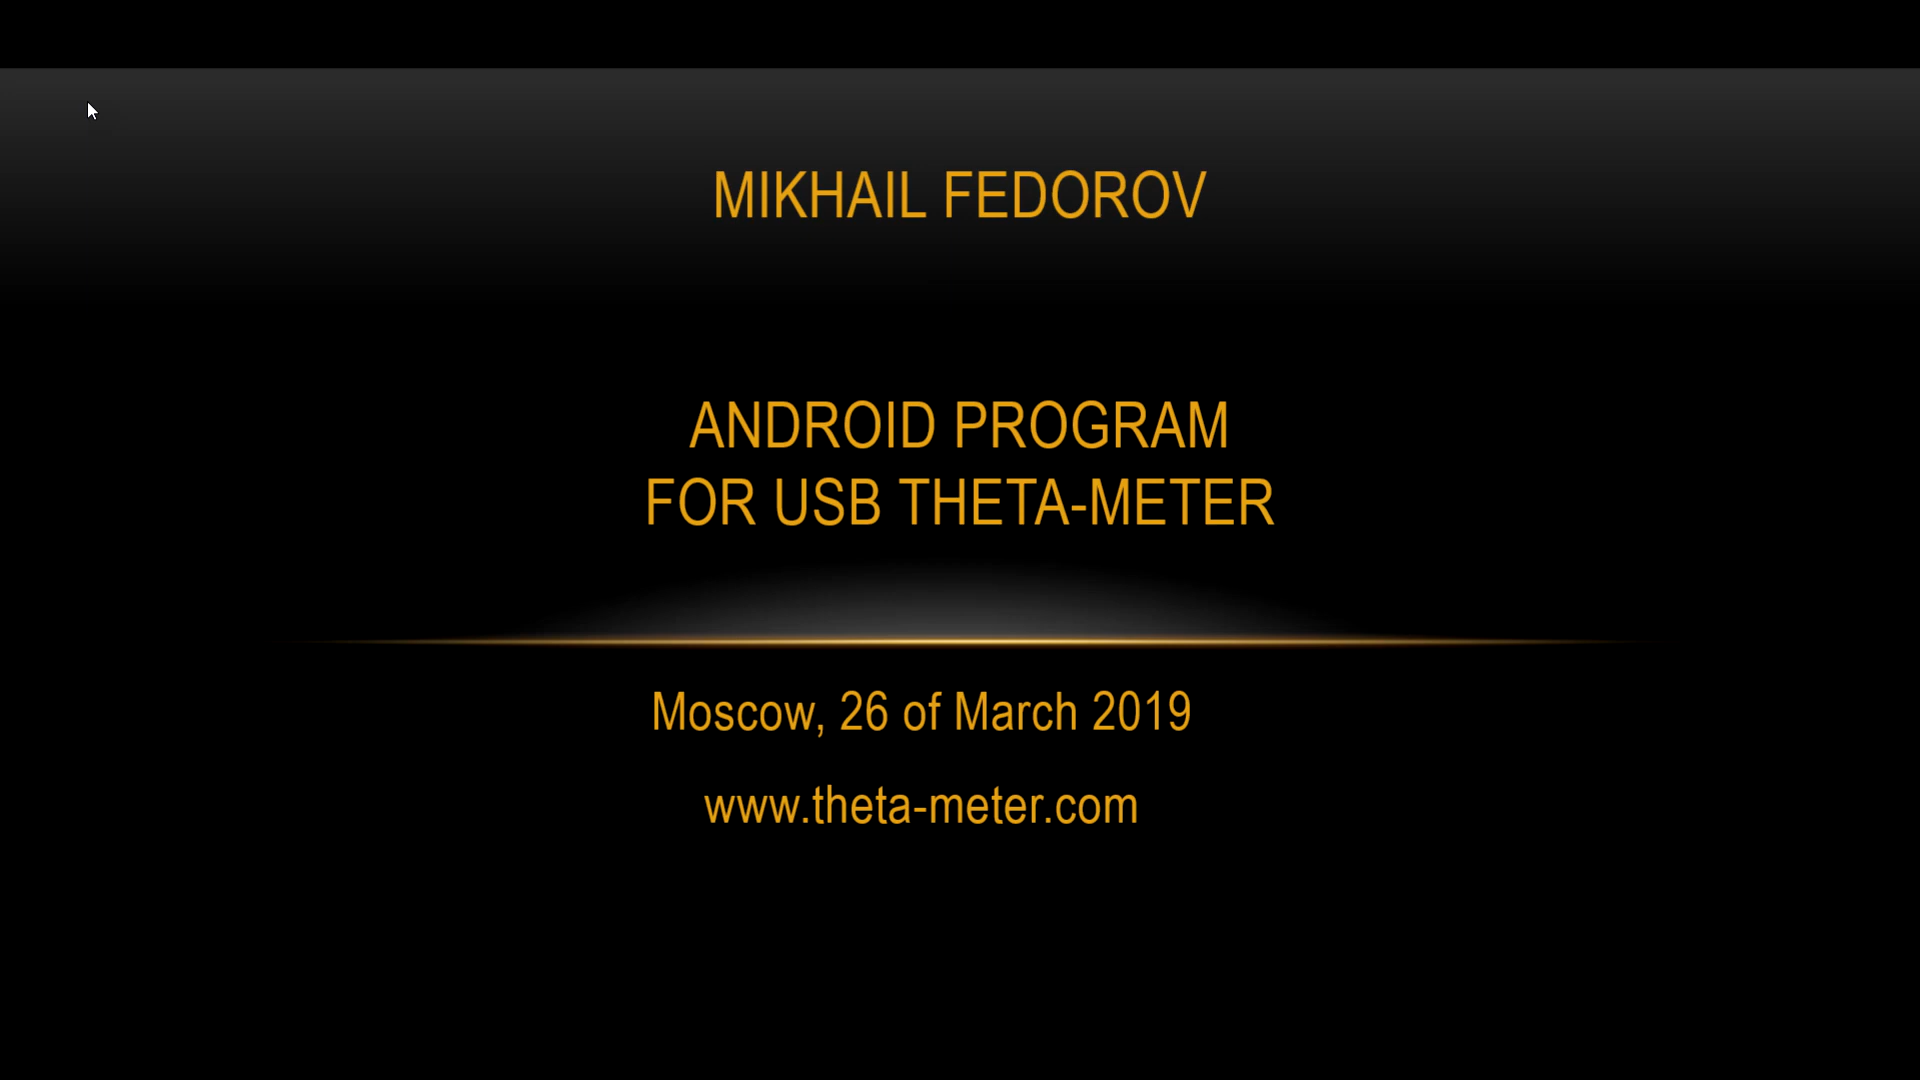 MIKHAIL FEDOROV
ANDROID PROGRAM
FOR USB THETA-METER
Moscow, 26 of March 2019
www.theta-meter.com